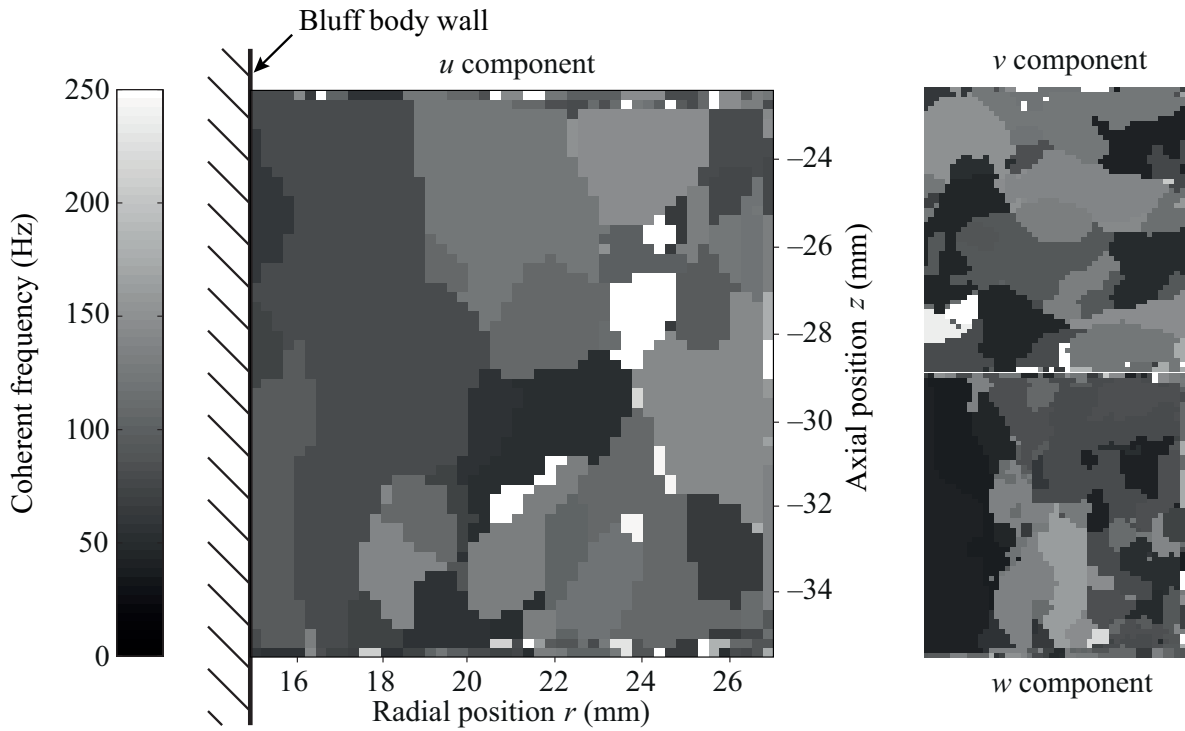 Bluff body wall
u component
v component
250
200
150
100
50
0
Coherent frequency (Hz)
–24
–26
–28
–30
–32
–34
Axial position z (mm)
16 18 20 22 24 26
Radial position r (mm)
w component